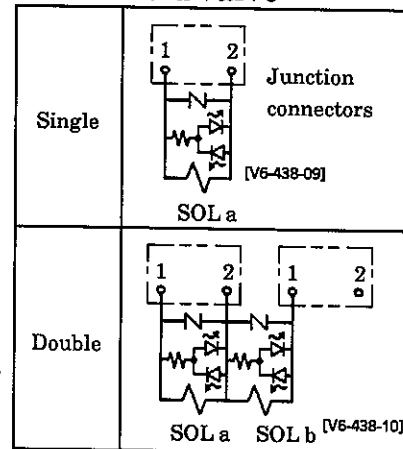 1 2
Junction
connectors
Single
[V6-438-09]
SOL a
1 2 1 2
Double
SOL a SOL b [V6-438-10]